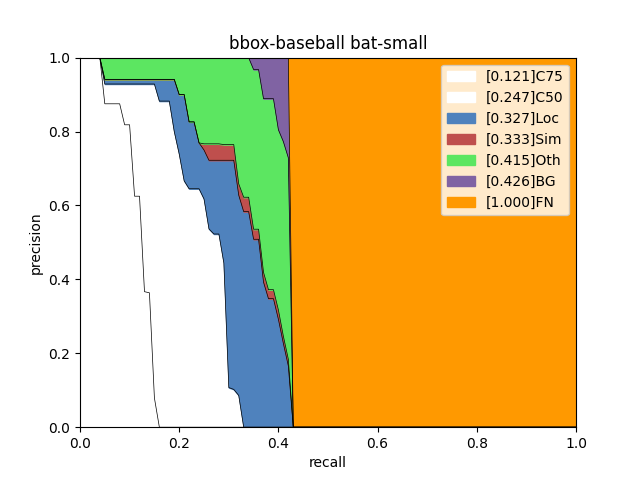 bbox-baseball bat-small
precision
1.0
0.8
0.6
0.4
0.2
0.0
[0.121]C75
[0.247]C50
[0.327]Loc
[0.333]Sim
[0.415]Oth
[0.426]BG
[1.000]FN
0.0 0.2 0.4 0.6 0.8 1.0
recall